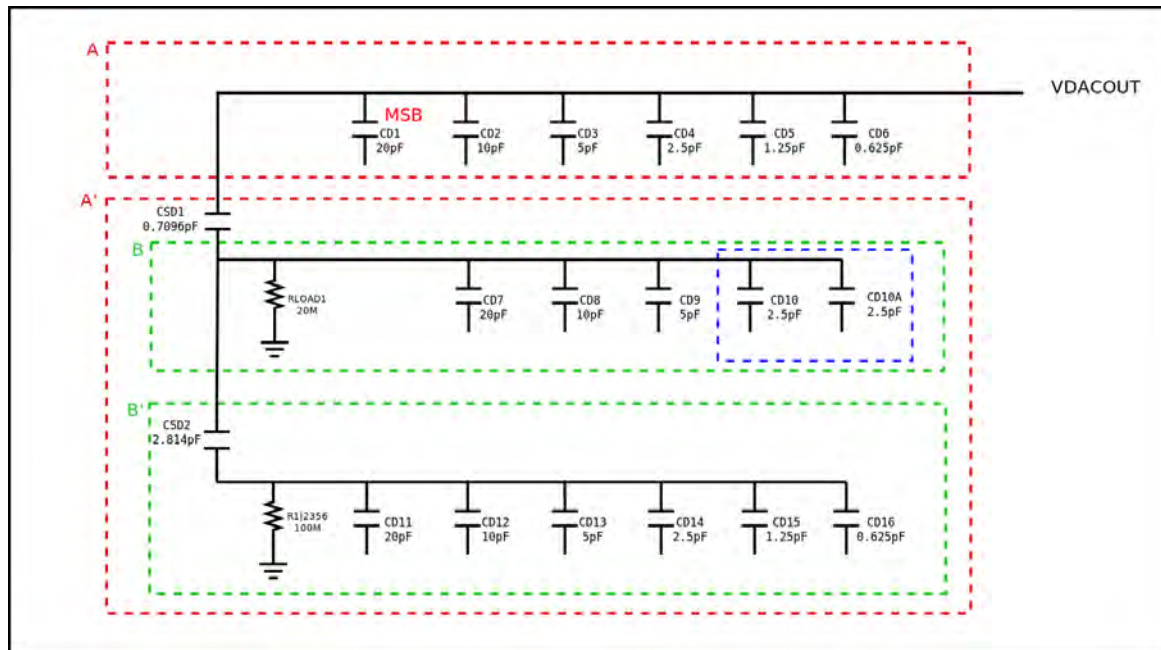 A
VDACOUT
MSB
CD1
20pF
CD2
10pF
CD3
5pF
CD4
2.5pF
CD5
1.25pF
CD6
0.625pF
A'
CSD1
0.7096pF
B
RLOAD1
20M
CD7
20pF
CD8
10pF
CD9
5pF
CD10
2.5pF
CD10A
2.5pF
B'
CSD2
2.814pF
R1J2356
100M
CD11
20pF
CD12
10pF
CD13
5pF
CD14
2.5pF
CD15
1.25pF
CD16
0.625pF